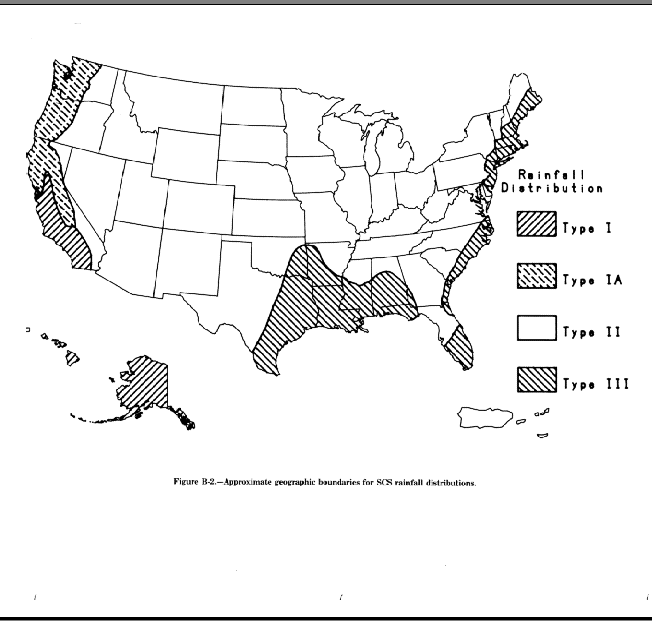 Rainfall
Distribution
Type I
Type IA
Type II
Type III
Figure B-2.—Approximate geographic boundaries for SCS rainfall distributions.